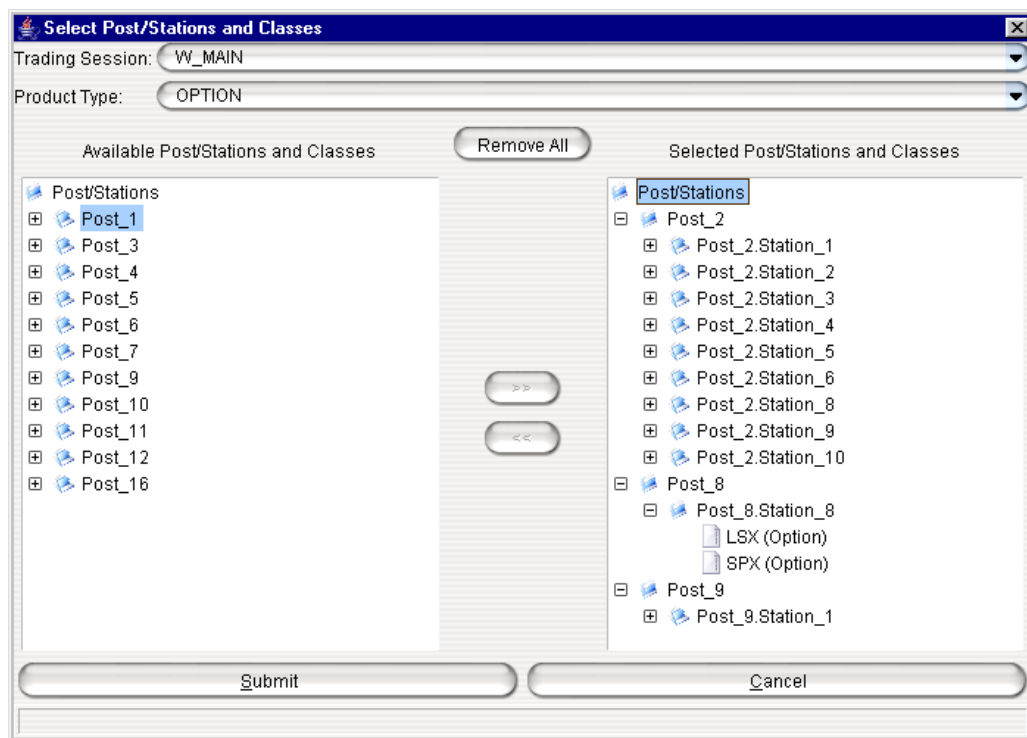 Select Post/Stations and Classes
Trading Session: W_MAIN
Product Type: OPTION
Remove All
Available Post/Stations and Classes
Selected Post/Stations and Classes
Post/Stations
Post_1
Post_3
Post_4
Post_5
Post_6
Post_7
Post_9
Post_10
Post_11
Post_12
Post_16
>>
<<
Post/Stations
Post_2
Post_2.Station_1
Post_2.Station_2
Post_2.Station_3
Post_2.Station_4
Post_2.Station_5
Post_2.Station_6
Post_2.Station_8
Post_2.Station_9
Post_2.Station_10
Post_8
Post_8.Station_8
LSX (Option)
SPX (Option)
Post_9
Post_9.Station_1
Submit
Cancel